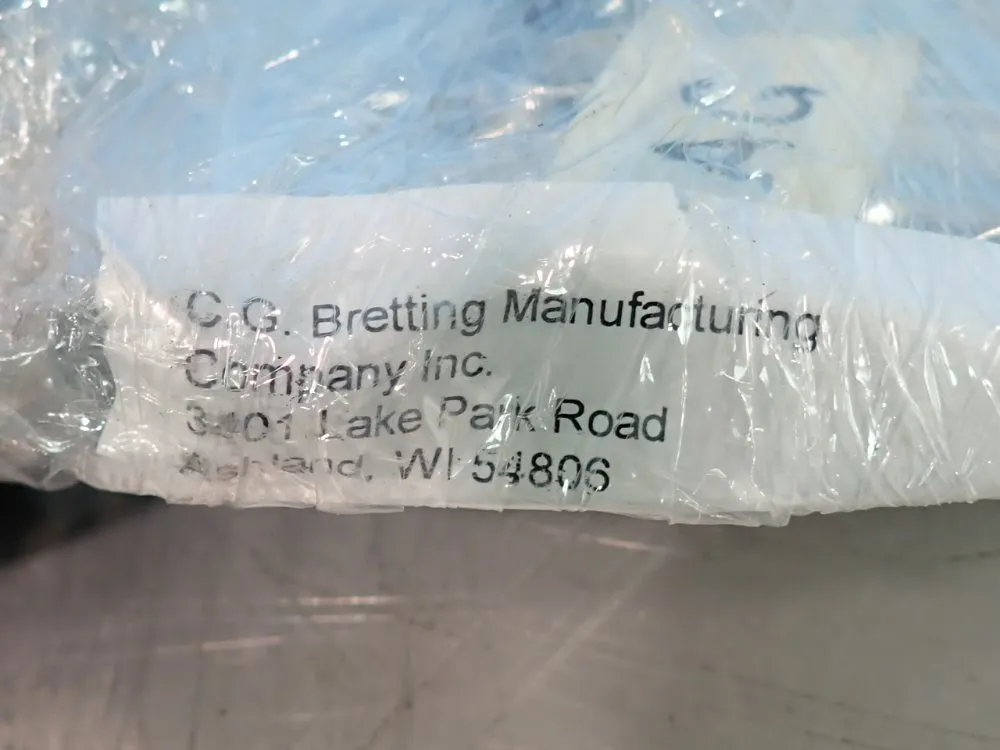 C.G. Bretting Manufacturing
Company Inc.
3401 Lake Park Road
Ashland, WI 54806